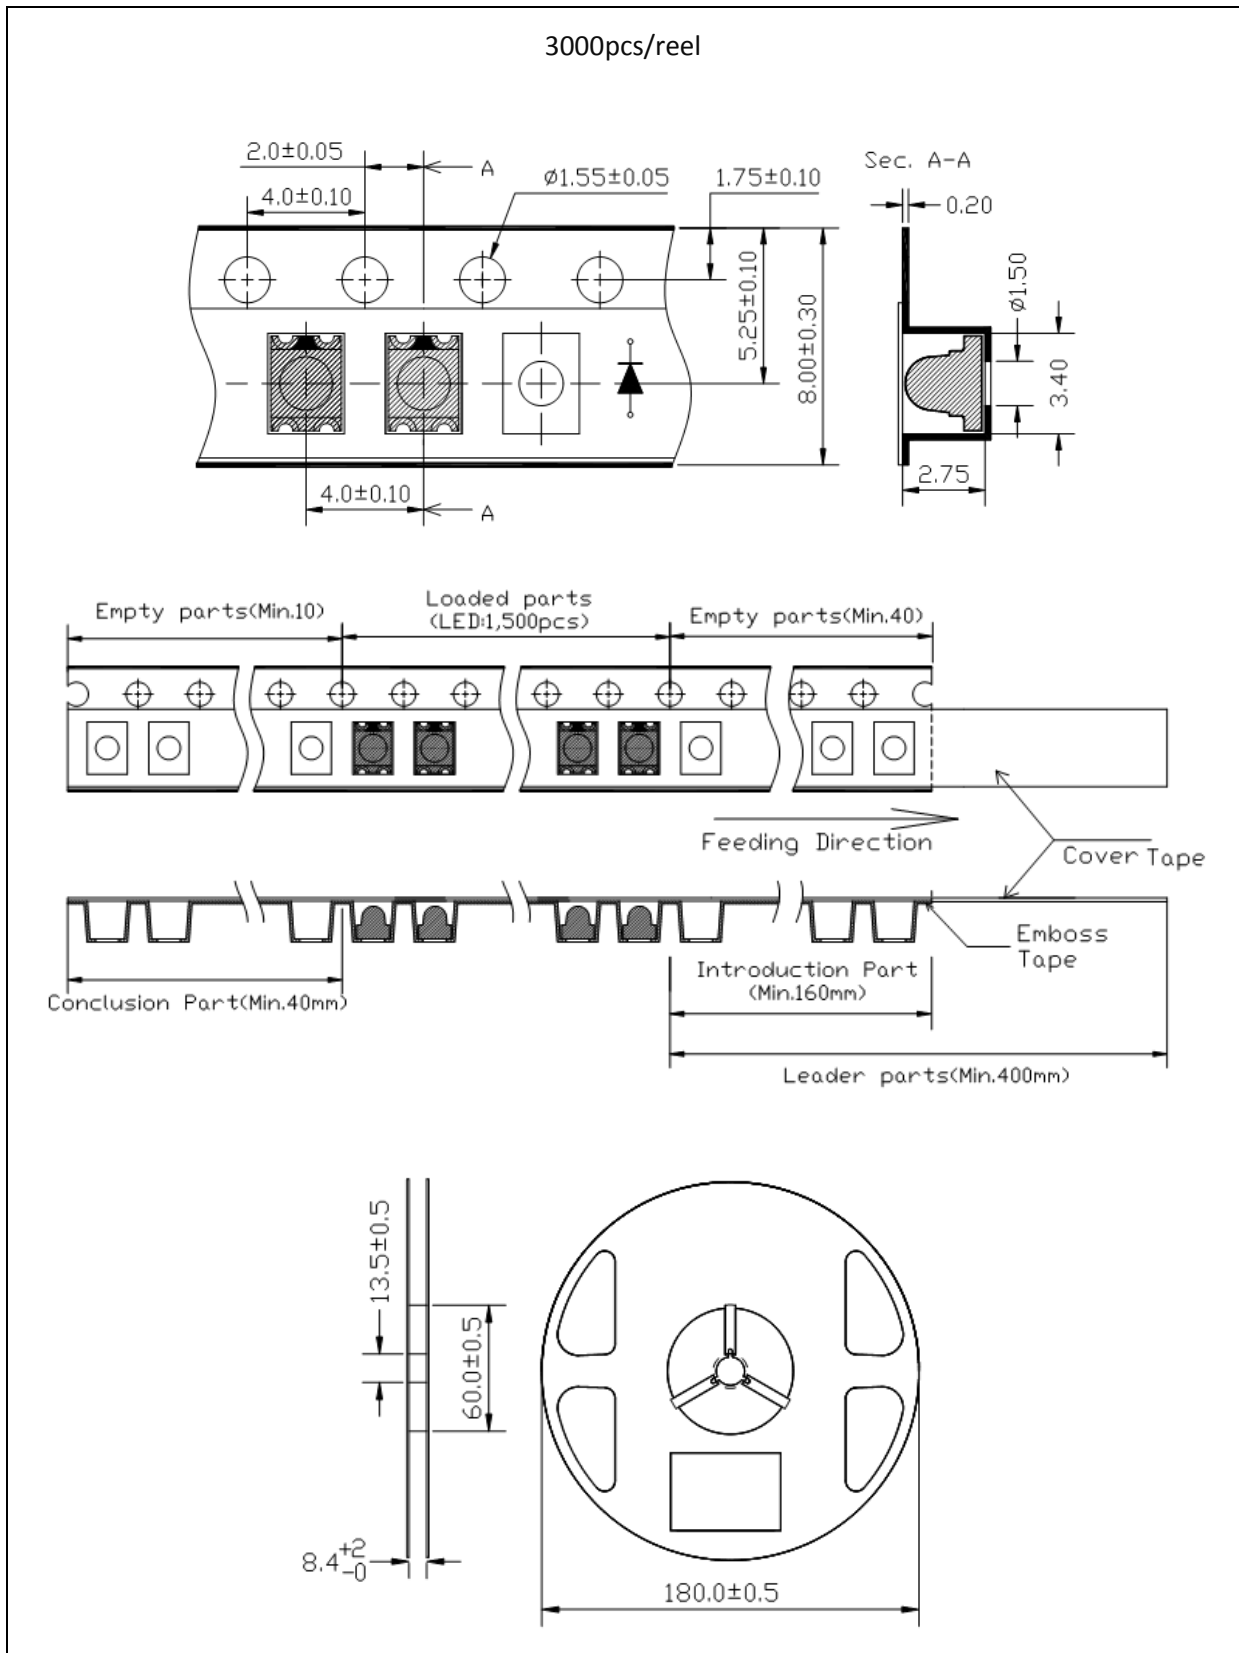 3000pcs/reel
2.0±0.05
A
4.0±0.10
ø1.55±0.05
1.75±0.10
5.25±0.10
8.00±0.30
4.0±0.10
A
Sec. A-A
0.20
ø1.50
3.40
2.75
Empty parts(Min.10)
Loaded parts
(LED:1,500pcs)
Empty parts(Min.40)
Feeding Direction
Cover Tape
Emboss
Tape
Introduction Part
(Min.160mm)
Conclusion Part(Min.40mm)
Leader parts(Min.400mm)
13.5±0.5
60.0±0.5
8.4+2-0
180.0±0.5